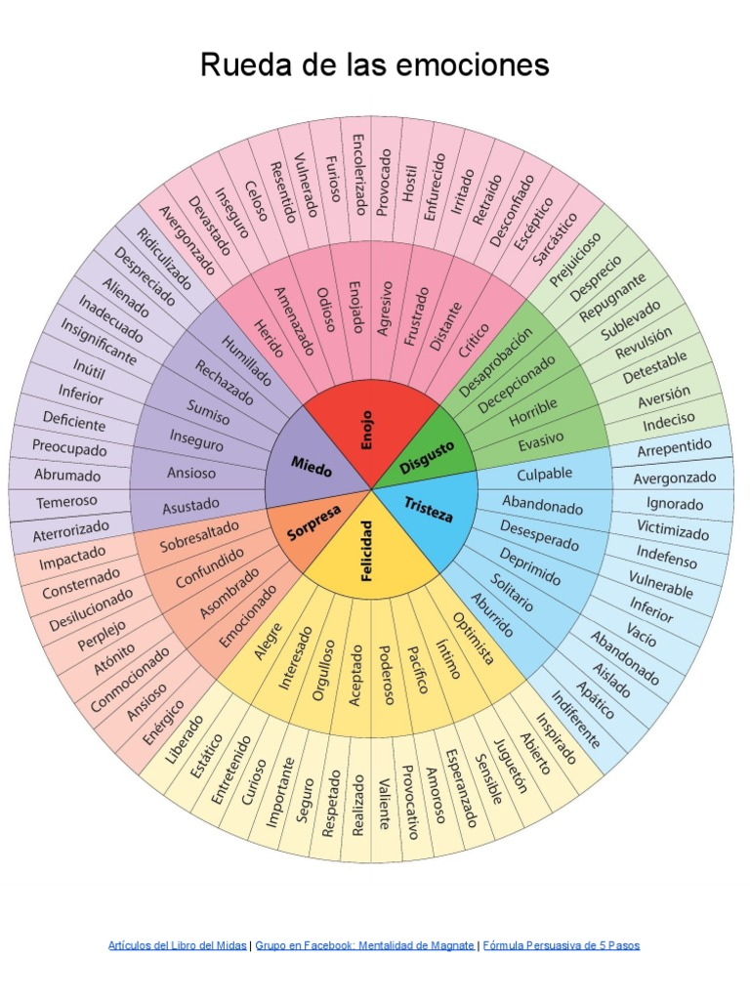 Rueda de las emociones
Enojo
Disgusto
Tristeza
Felicidad
Sorpresa
Miedo
Herido
Amenazado
Odioso
Enojado
Agresivo
Frustrado
Distante
Crítico
Desaprobación
Decepcionado
Horrible
Evasivo
Culpable
Abandonado
Desesperado
Deprimido
Solitario
Aburrido
Optimista
Íntimo
Pacífico
Poderoso
Aceptado
Orgulloso
Interesado
Alegre
Emocionado
Asombrado
Confundido
Sobresaltado
Asustado
Ansioso
Inseguro
Sumiso
Rechazado
Humillado
Avergonzado
Devastado
Inseguro
Celoso
Resentido
Vulnerado
Furioso
Encolerizado
Provocado
Hostil
Enfurecido
Irritado
Retraído
Desconfiado
Escéptico
Sarcástico
Prejuicioso
Desprecio
Repugnante
Sublevado
Revulsión
Detestable
Aversión
Indeciso
Arrepentido
Avergonzado
Ignorado
Victimizado
Indefenso
Vulnerable
Inferior
Vacío
Abandonado
Aislado
Apático
Indiferente
Inspirado
Abierto
Juguetón
Sensible
Esperanzado
Amoroso
Provocativo
Valiente
Realizado
Respetado
Seguro
Importante
Curioso
Entretenido
Estático
Liberado
Enérgico
Ansioso
Conmocionado
Atónito
Perplejo
Desilucionado
Consternado
Impactado
Aterrorizado
Temeroso
Abrumado
Preocupado
Deficiente
Inferior
Inútil
Insignificante
Inadecuado
Alienado
Despreciado
Ridiculizado
Artículos del Libro del Midas | Grupo en Facebook: Mentalidad de Magnate | Fórmula Persuasiva de 5 Pasos